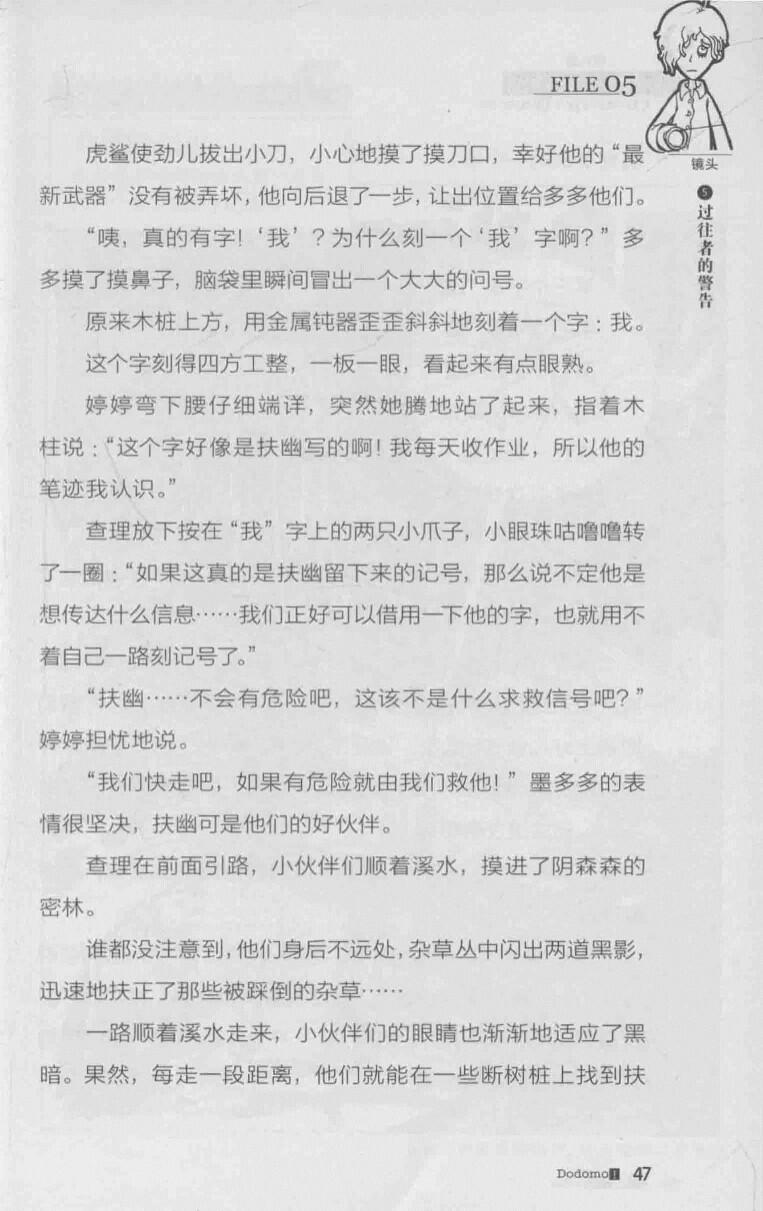 FILE 05
镜头
❺过往者的警告
虎鲨使劲儿拔出小刀，小心地摸了摸刀口，幸好他的“最
新武器”没有被弄坏，他向后退了一步，让出位置给多多他们。
“咦，真的有字！‘我’？为什么刻一个‘我’字啊？”多
多摸了摸鼻子，脑袋里瞬间冒出一个大大的问号。
原来木桩上方，用金属钝器歪歪斜斜地刻着一个字：我。
这个字刻得四方工整，一板一眼，看起来有点眼熟。
婷婷弯下腰仔细端详，突然她腾地站了起来，指着木
柱说：“这个字好像是扶幽写的啊！我每天收作业，所以他的
笔迹我认识。”
查理放下按在“我”字上的两只小爪子，小眼珠咕噜噜转
了一圈：“如果这真的是扶幽留下来的记号，那么说不定他是
想传达什么信息……我们正好可以借用一下他的字，也就用不
着自己一路刻记号了。”
“扶幽……不会有危险吧，这该不是什么求救信号吧？”
婷婷担忧地说。
“我们快走吧，如果有危险就由我们救他！”墨多多的表
情很坚决，扶幽可是他们的好伙伴。
查理在前面引路，小伙伴们顺着溪水，摸进了阴森森的
密林。
谁都没注意到，他们身后不远处，杂草丛中闪出两道黑影，
迅速地扶正了那些被踩倒的杂草……
一路顺着溪水走来，小伙伴们的眼睛也渐渐地适应了黑
暗。果然，每走一段距离，他们就能在一些断树桩上找到扶
Dodomo1 47